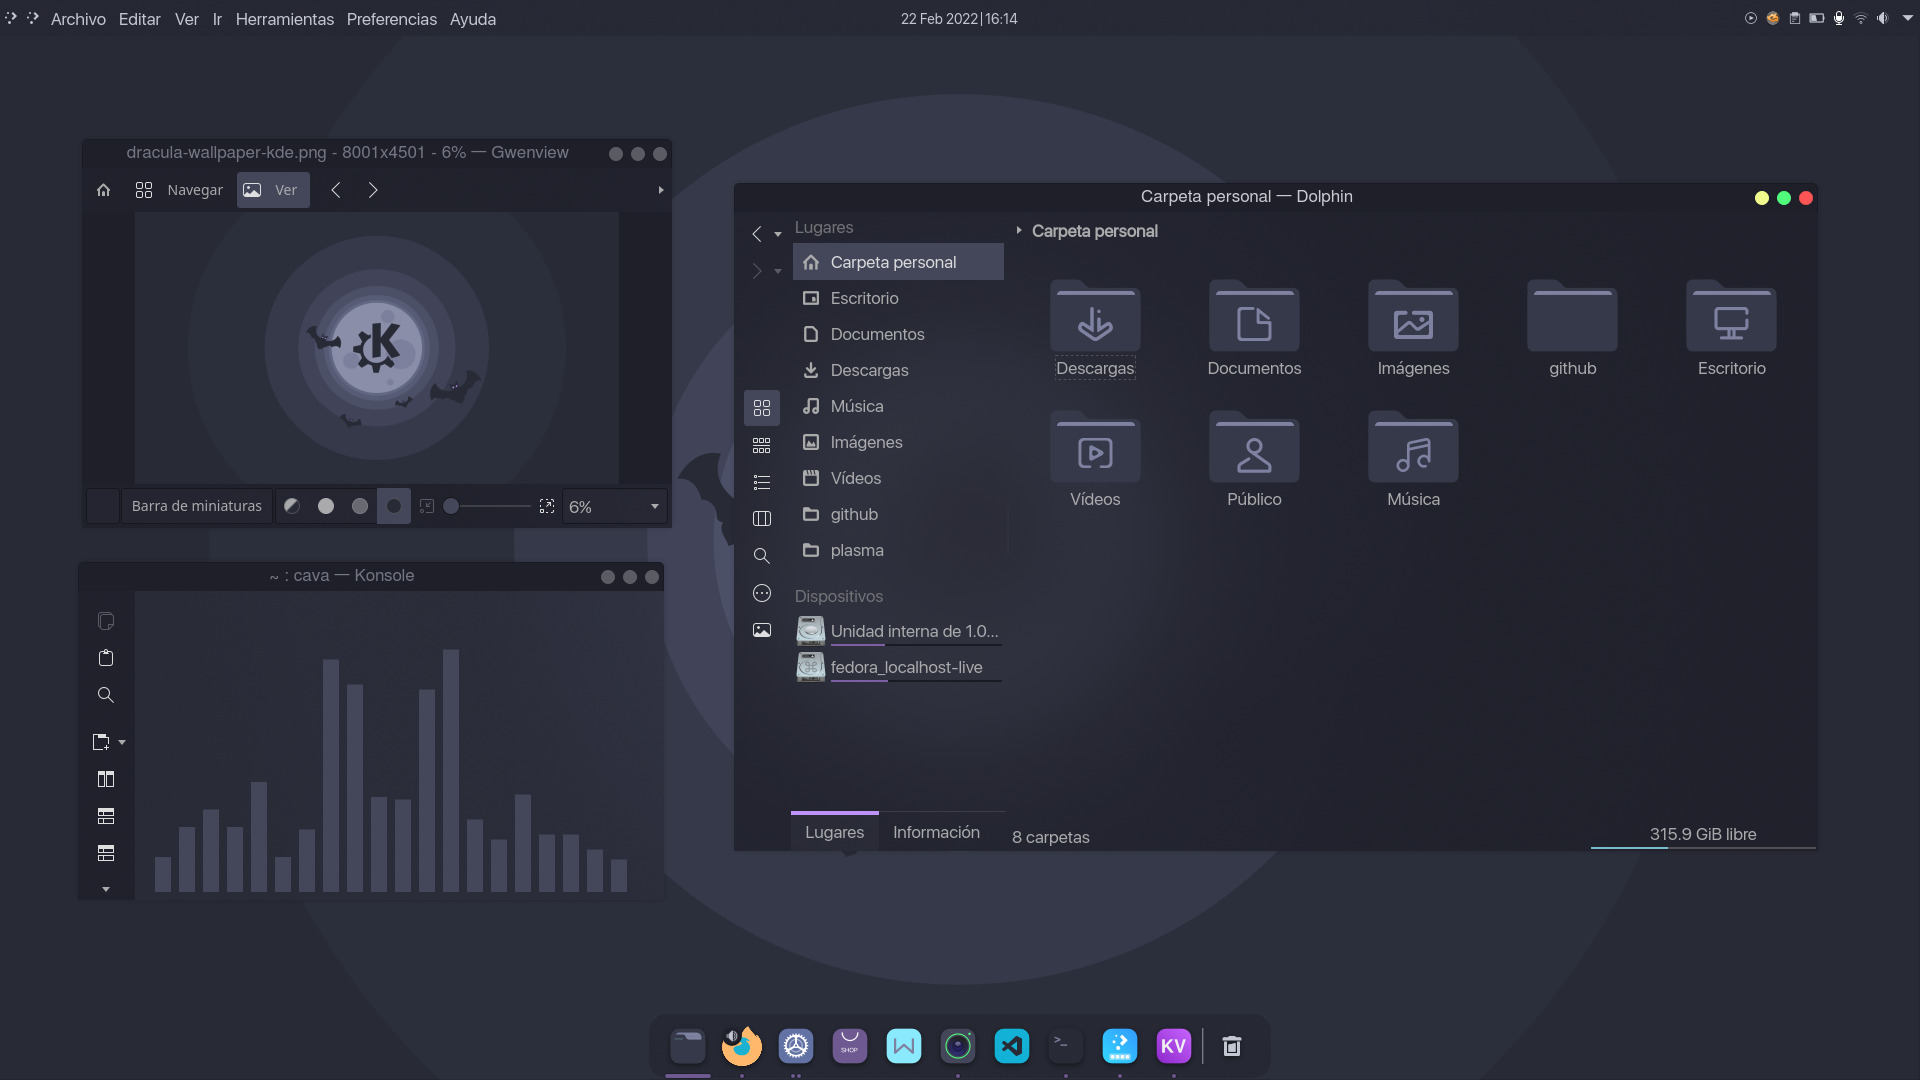 Archivo Editar Ver Ir Herramientas Preferencias Ayuda
22 Feb 2022|16:14
dracula-wallpaper-kde.png - 8001x4501 - 6% — Gwenview
Navegar Ver
K
Barra de miniaturas 6%
~ : cava — Konsole
Carpeta personal — Dolphin
Lugares
Carpeta personal
Escritorio
Documentos
Descargas
Música
Imágenes
Vídeos
github
plasma
Dispositivos
Unidad interna de 1.0...
fedora_localhost-live
Lugares Información
Carpeta personal
Descargas Documentos Imágenes github Escritorio
Vídeos Público Música
8 carpetas
315.9 GiB libre
SHOP
>_
KV